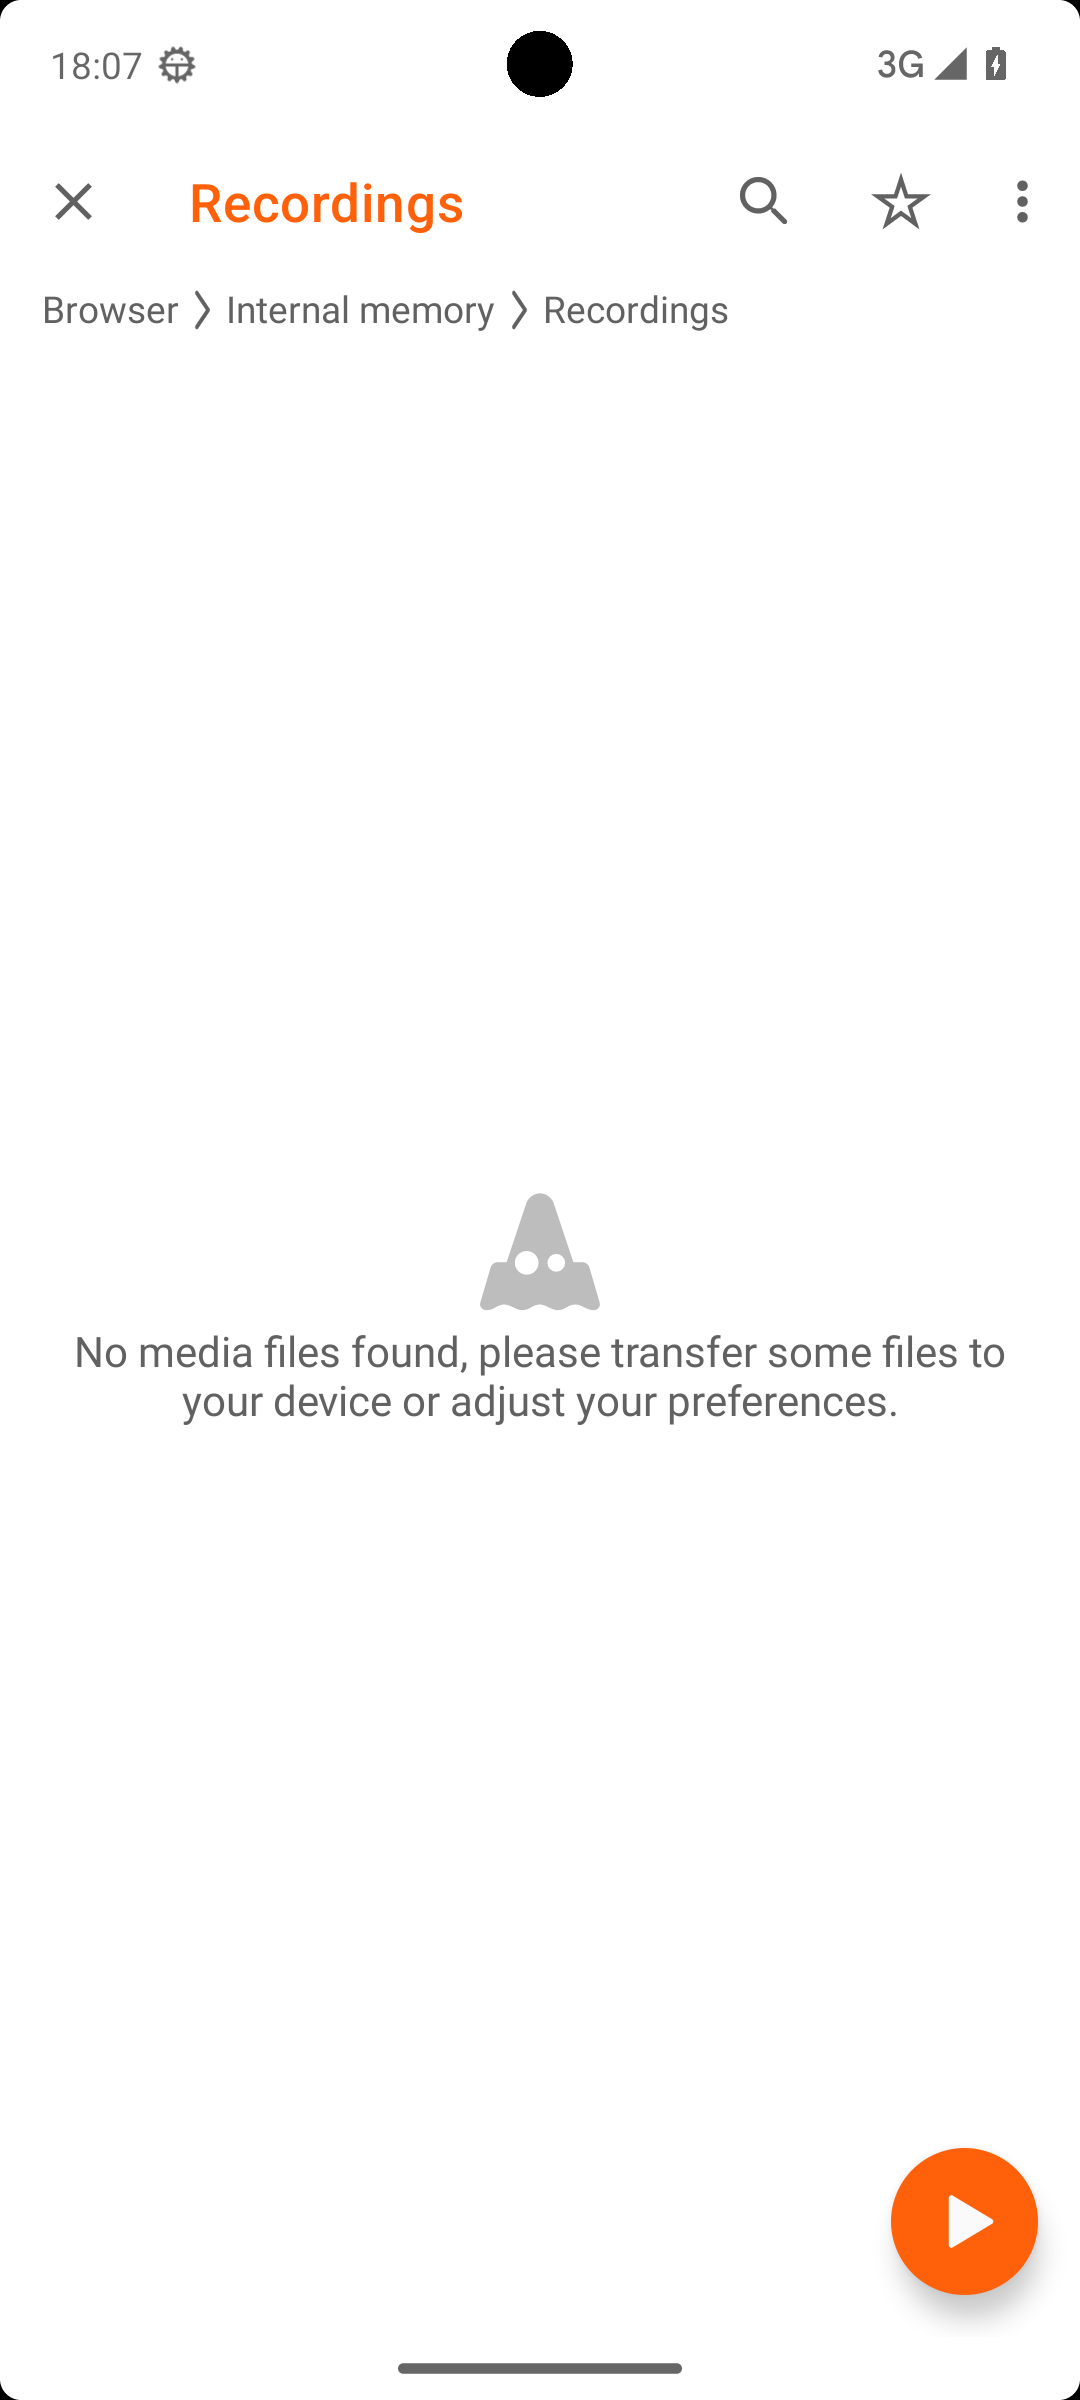 18:07
3G
Recordings
Browser
Internal memory
Recordings
No media files found, please transfer some files to
your device or adjust your preferences.